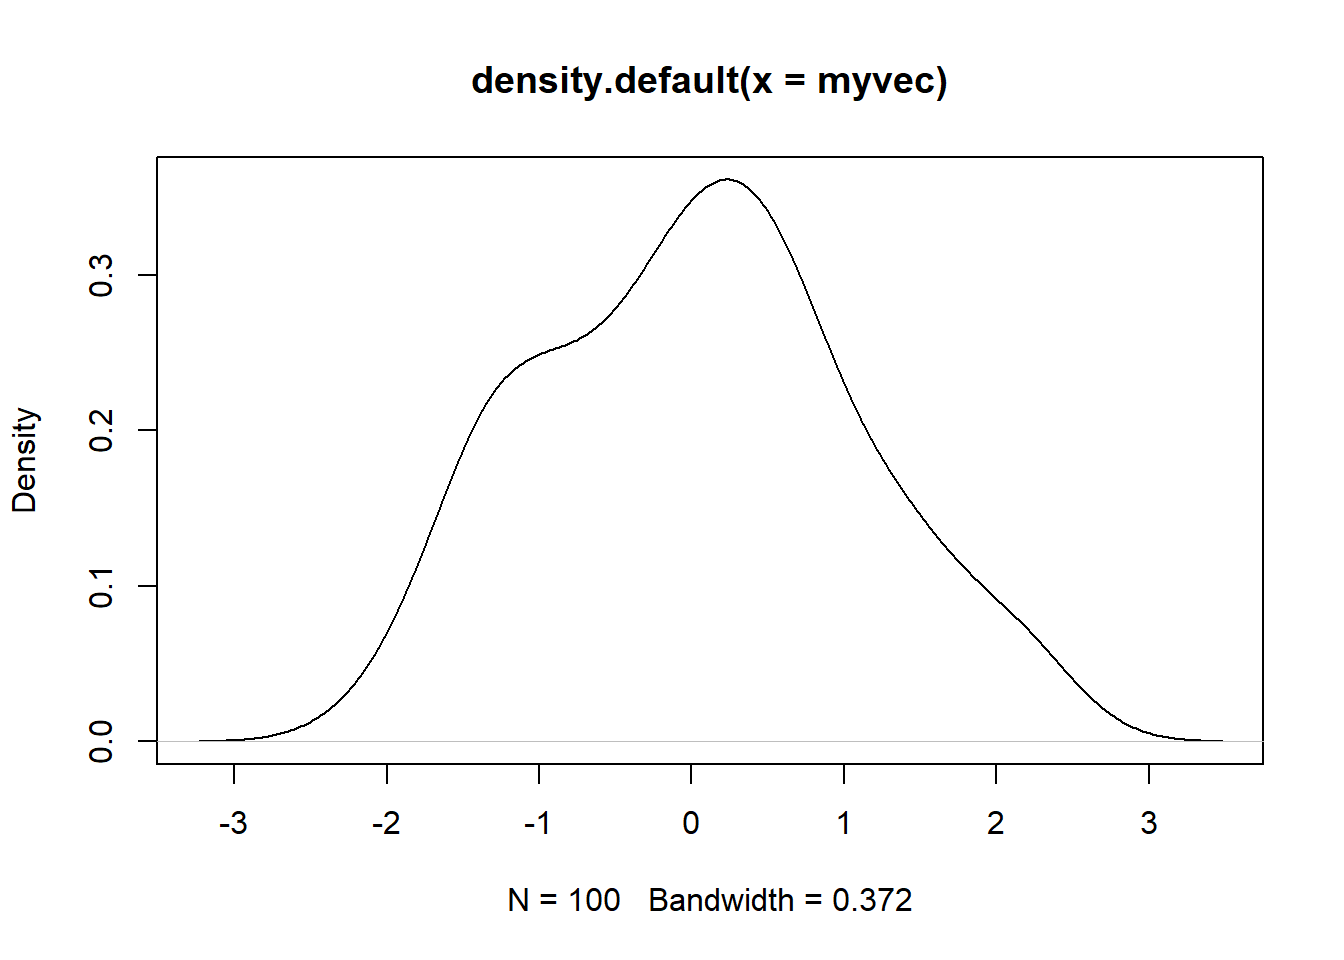 density.default(x = myvec)
Density
0.3
0.2
0.1
0.0
-3 -2 -1 0 1 2 3
N = 100   Bandwidth = 0.372